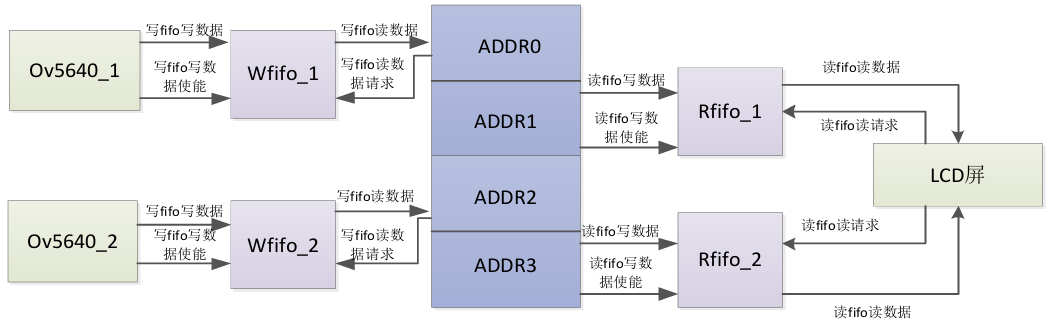 Ov5640_1
写fifo写数据
写fifo写数
据使能
Wfifo_1
写fifo读数据
写fifo读数
据请求
ADDR0
ADDR1
ADDR2
ADDR3
读fifo写数据
读fifo写数
据使能
Rfifo_1
读fifo读数据
读fifo读请求
LCD屏
Ov5640_2
写fifo写数据
写fifo写数
据使能
Wfifo_2
写fifo读数据
写fifo读数
据请求
读fifo写数据
读fifo写数
据使能
Rfifo_2
读fifo读请求
读fifo读数据